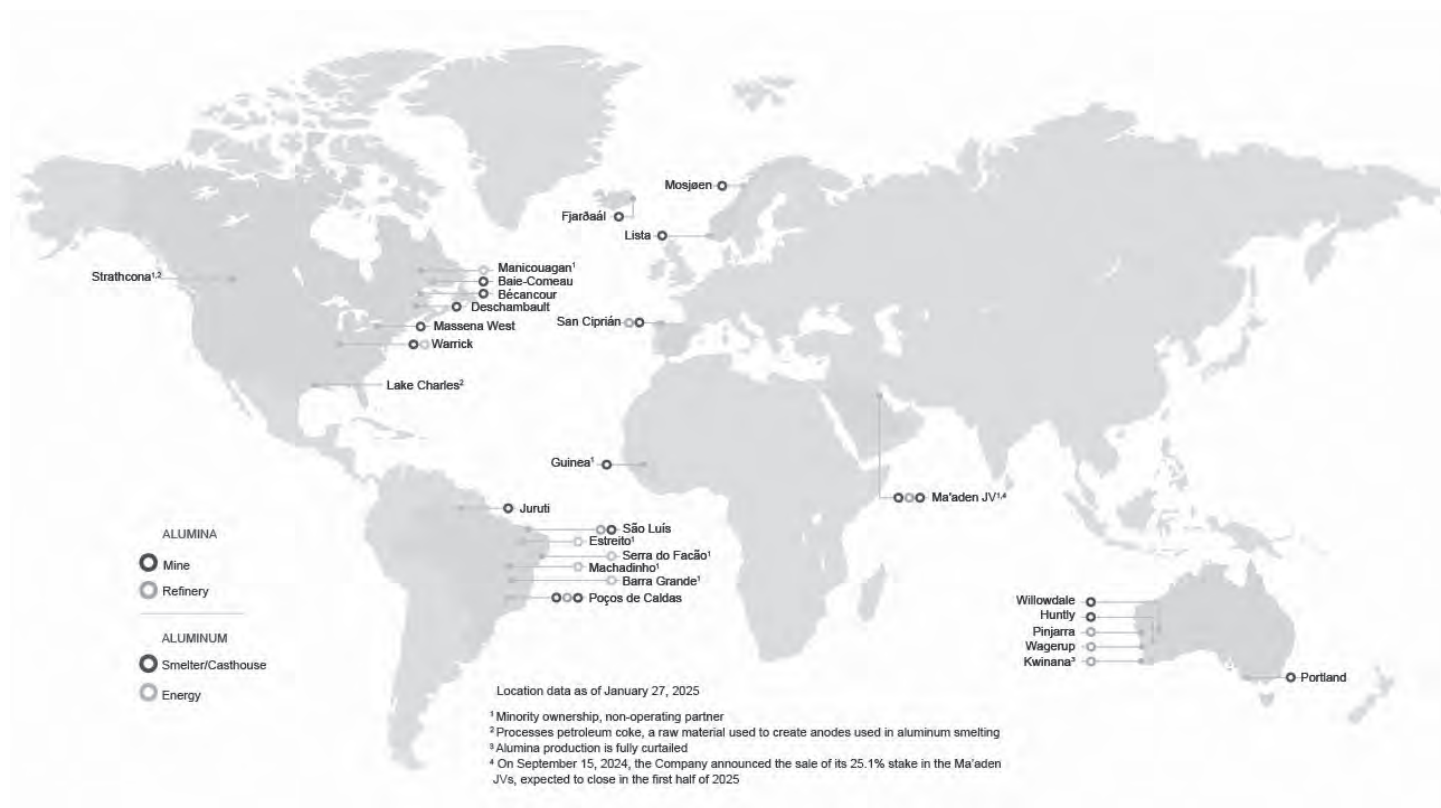 Mosjøen
Fjarðaál
Lista
Strathcona¹,²
Manicouagan¹
Baie-Comeau
Bécancour
Deschambault
San Ciprián
Massena West
Warrick
Lake Charles²
Guinea¹
Ma'aden JV¹,⁴
Juruti
São Luís
Estreito¹
Serra do Facão¹
Machadinho¹
Barra Grande¹
Poços de Caldas
ALUMINA
Mine
Refinery
ALUMINUM
Smelter/Casthouse
Energy
Willowdale
Huntly
Pinjarra
Wagerup
Kwinana³
Portland
Location data as of January 27, 2025
¹ Minority ownership, non-operating partner
² Processes petroleum coke, a raw material used to create anodes used in aluminum smelting
³ Alumina production is fully curtailed
⁴ On September 15, 2024, the Company announced the sale of its 25.1% stake in the Ma'aden
JVs, expected to close in the first half of 2025